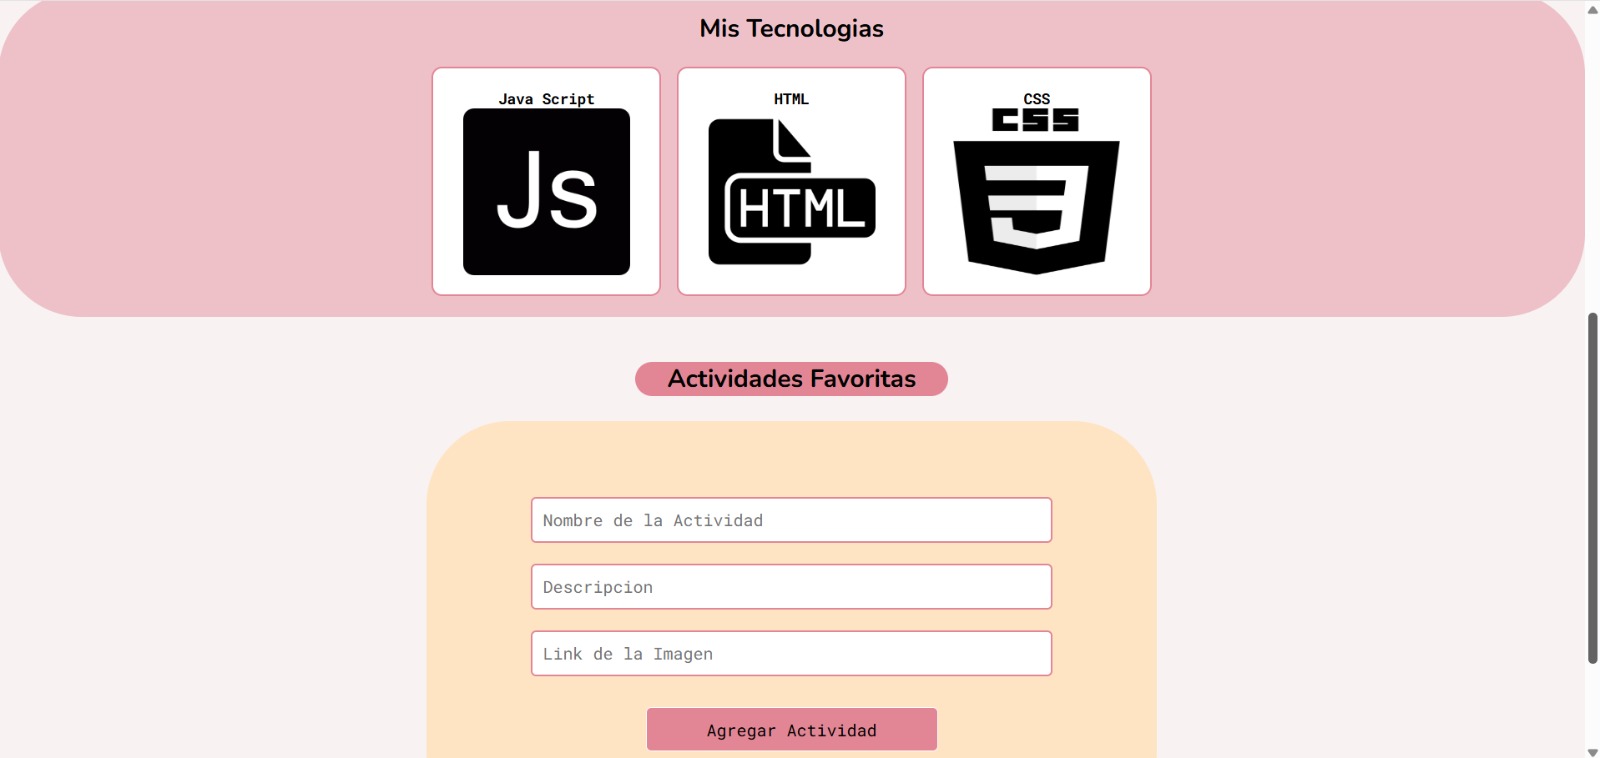 Mis Tecnologias
Java Script
JS
HTML
HTML
CSS
CSS
Actividades Favoritas
Nombre de la Actividad
Descripcion
Link de la Imagen
Agregar Actividad